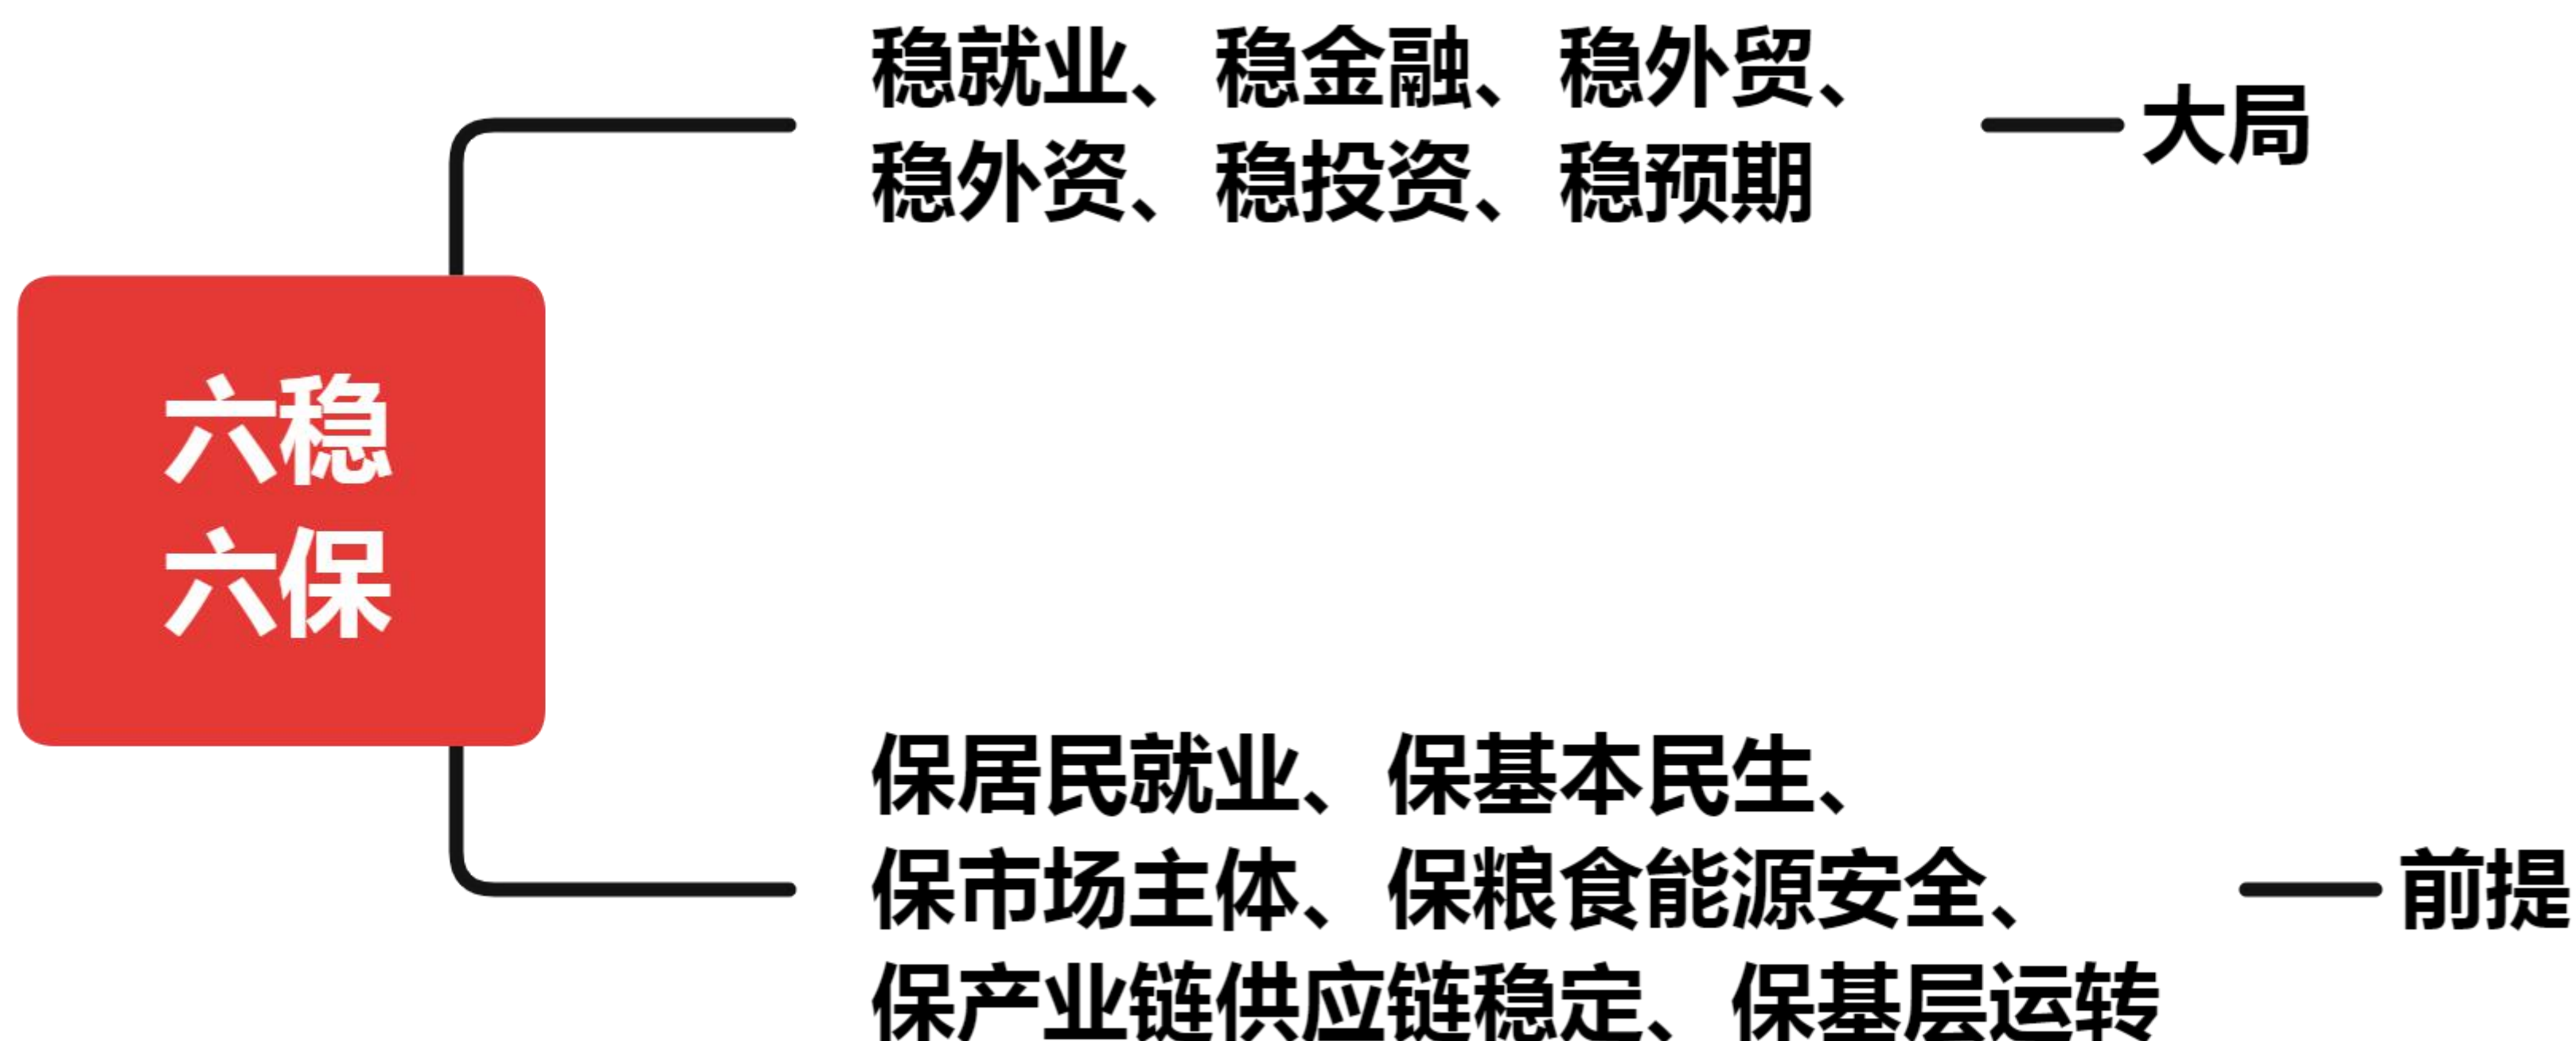 稳就业、稳金融、稳外贸、
稳外资、稳投资、稳预期
大局
六稳
六保
保居民就业、保基本民生、
保市场主体、保粮食能源安全、
保产业链供应链稳定、保基层运转
前提